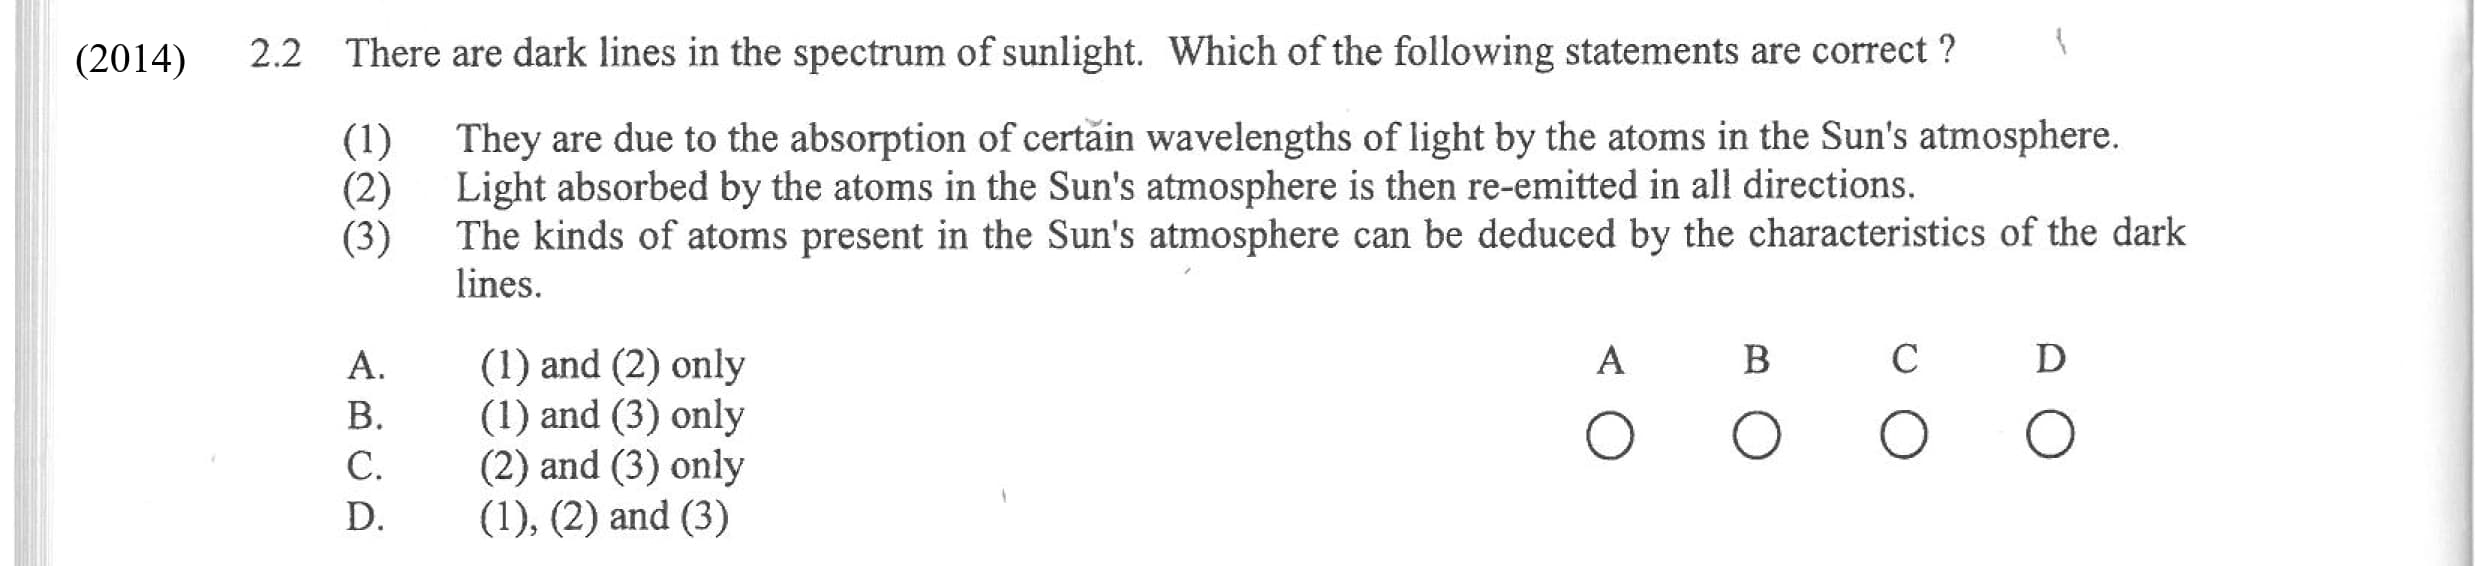 (2014) 2.2 There are dark lines in the spectrum of sunlight. Which of the following statements are correct ?
(1) They are due to the absorption of certain wavelengths of light by the atoms in the Sun's atmosphere.
(2) Light absorbed by the atoms in the Sun's atmosphere is then re-emitted in all directions.
(3) The kinds of atoms present in the Sun's atmosphere can be deduced by the characteristics of the dark
lines.
A. (1) and (2) only A B C D
B. (1) and (3) only
C. (2) and (3) only
D. (1), (2) and (3)